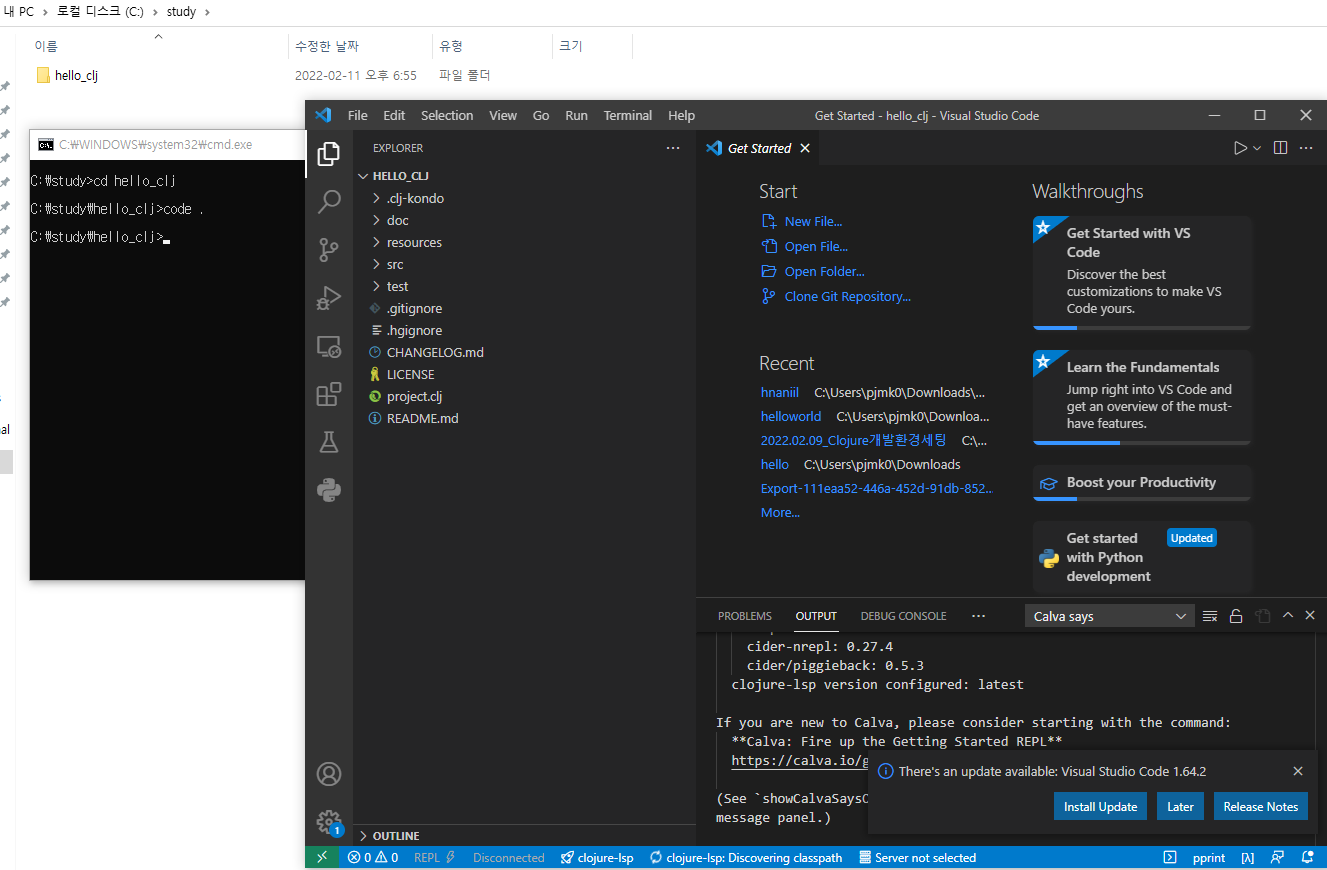 내 PC > 로컬 디스크 (C:) > study >
이름 수정한 날짜 유형 크기
hello_clj 2022-02-11 오후 6:55 파일 폴더
C:\WINDOWS\system32\cmd.exe
C:\study>cd hello_clj
C:\study\hello_clj>code .
C:\study\hello_clj>
al
File Edit Selection View Go Run Terminal Help Get Started - hello_clj - Visual Studio Code
EXPLORER
HELLO_CLJ
.clj-kondo
doc
resources
src
test
.gitignore
.hgignore
CHANGELOG.md
LICENSE
project.clj
README.md
OUTLINE
Get Started
Start
New File...
Open File...
Open Folder...
Clone Git Repository...
Recent
hnaniil C:\Users\pjmk0\Downloads\...
helloworld C:\Users\pjmk0\Downloa...
2022.02.09_Clojure개발환경세팅 C:\...
hello C:\Users\pjmk0\Downloads
Export-111eaa52-446a-452d-91db-852...
More...
Walkthroughs
Get Started with VS
Code
Discover the best
customizations to make VS
Code yours.
Learn the Fundamentals
Jump right into VS Code and
get an overview of the must-
have features.
Boost your Productivity
Get started
with Python
development
Updated
PROBLEMS OUTPUT DEBUG CONSOLE ... Calva says
cider-nrepl: 0.27.4
cider/piggieback: 0.5.3
clojure-lsp version configured: latest
If you are new to Calva, please consider starting with the command:
**Calva: Fire up the Getting Started REPL**
https://calva.io/g
(See `showCalvaSaysO
message panel.)
There's an update available: Visual Studio Code 1.64.2
Install Update Later Release Notes
1
0 0 REPL Disconnected clojure-lsp clojure-lsp: Discovering classpath Server not selected pprint [λ]